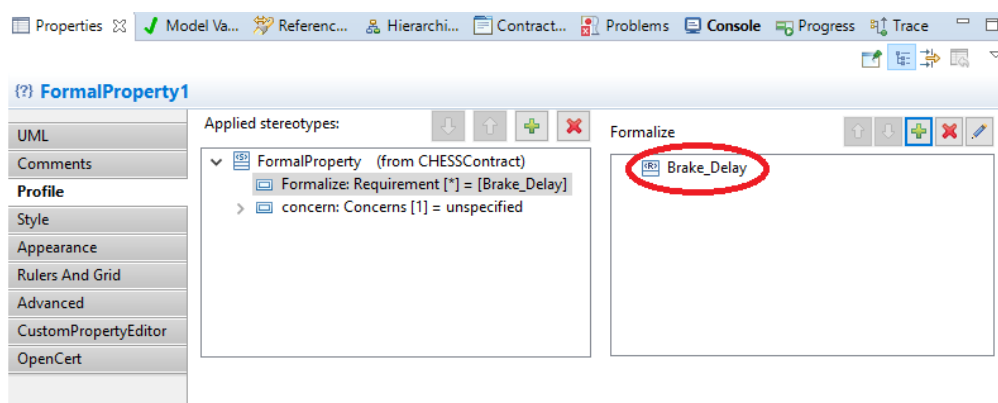 Properties Model Va... Referenc... Hierarchi... Contract... Problems Console Progress Trace
{?} FormalProperty1
UML
Comments
Profile
Style
Appearance
Rulers And Grid
Advanced
CustomPropertyEditor
OpenCert
Applied stereotypes:
FormalProperty (from CHESSContract)
Formalize: Requirement [*] = [Brake_Delay]
concern: Concerns [1] = unspecified
Formalize
<R> Brake_Delay